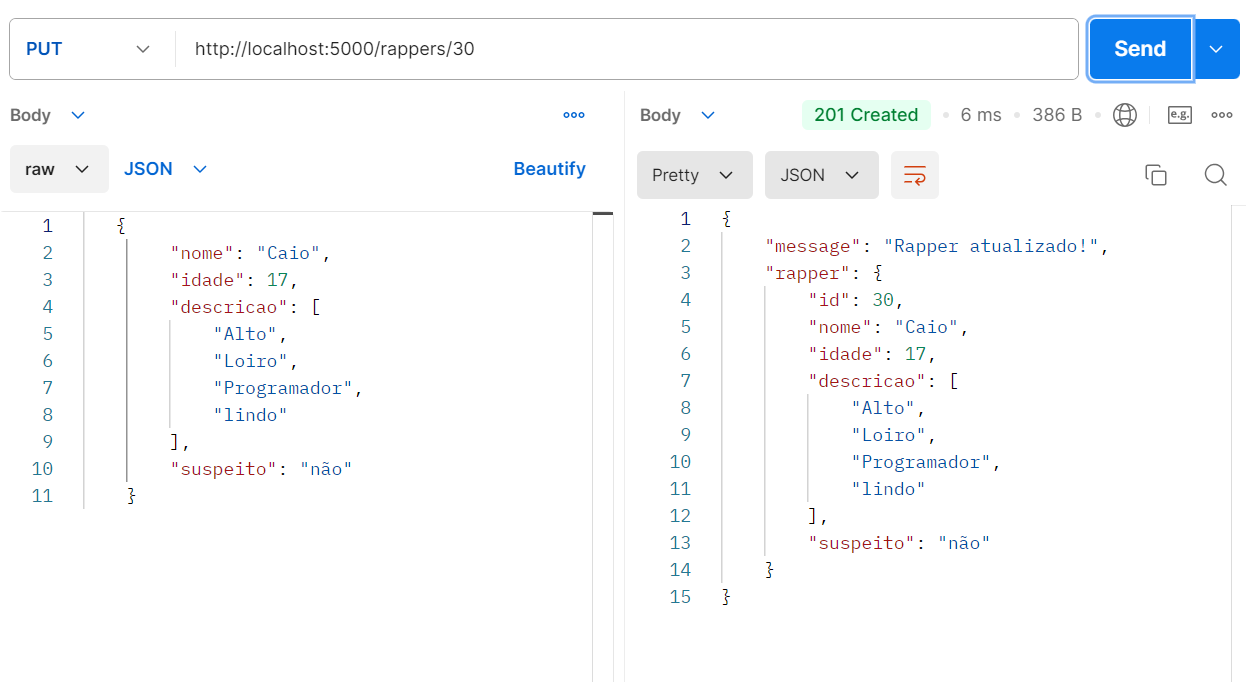 PUT http://localhost:5000/rappers/30 Send
Body
raw JSON Beautify
1 {
2 "nome": "Caio",
3 "idade": 17,
4 "descricao": [
5 "Alto",
6 "Loiro",
7 "Programador",
8 "lindo"
9 ],
10 "suspeito": "não"
11 }
Body 201 Created • 6 ms • 386 B • e.g.
Pretty JSON
1 {
2 "message": "Rapper atualizado!",
3 "rapper": {
4 "id": 30,
5 "nome": "Caio",
6 "idade": 17,
7 "descricao": [
8 "Alto",
9 "Loiro",
10 "Programador",
11 "lindo"
12 ],
13 "suspeito": "não"
14 }
15 }